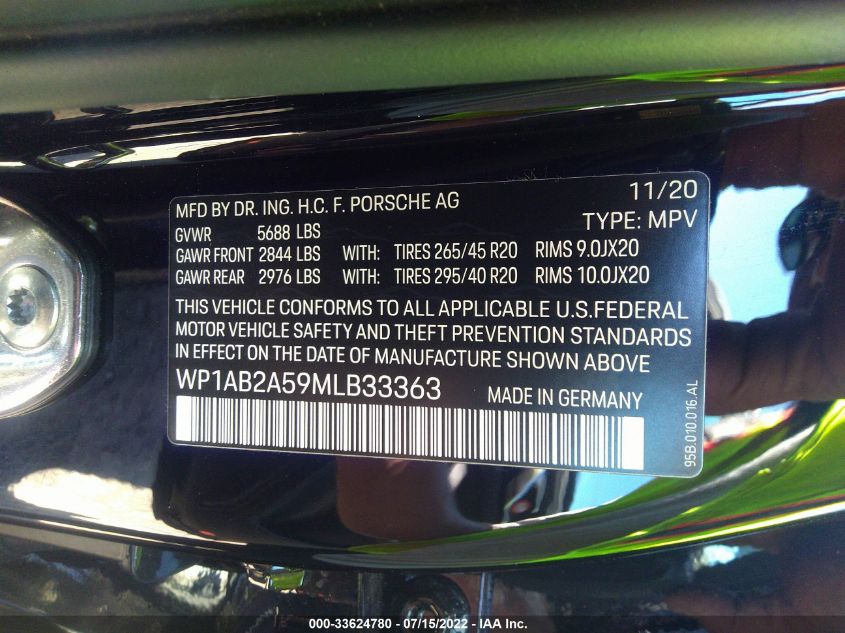 MFD BY DR. ING. H.C. F. PORSCHE AG 11/20
GVWR 5688 LBS TYPE: MPV
GAWR FRONT 2844 LBS WITH: TIRES 265/45 R20 RIMS 9.0JX20
GAWR REAR 2976 LBS WITH: TIRES 295/40 R20 RIMS 10.0JX20
THIS VEHICLE CONFORMS TO ALL APPLICABLE U.S.FEDERAL
MOTOR VEHICLE SAFETY AND THEFT PREVENTION STANDARDS
IN EFFECT ON THE DATE OF MANUFACTURE SHOWN ABOVE
WP1AB2A59MLB33363 MADE IN GERMANY
95B.010.016.AL
000-33624780 - 07/15/2022 - IAA Inc.